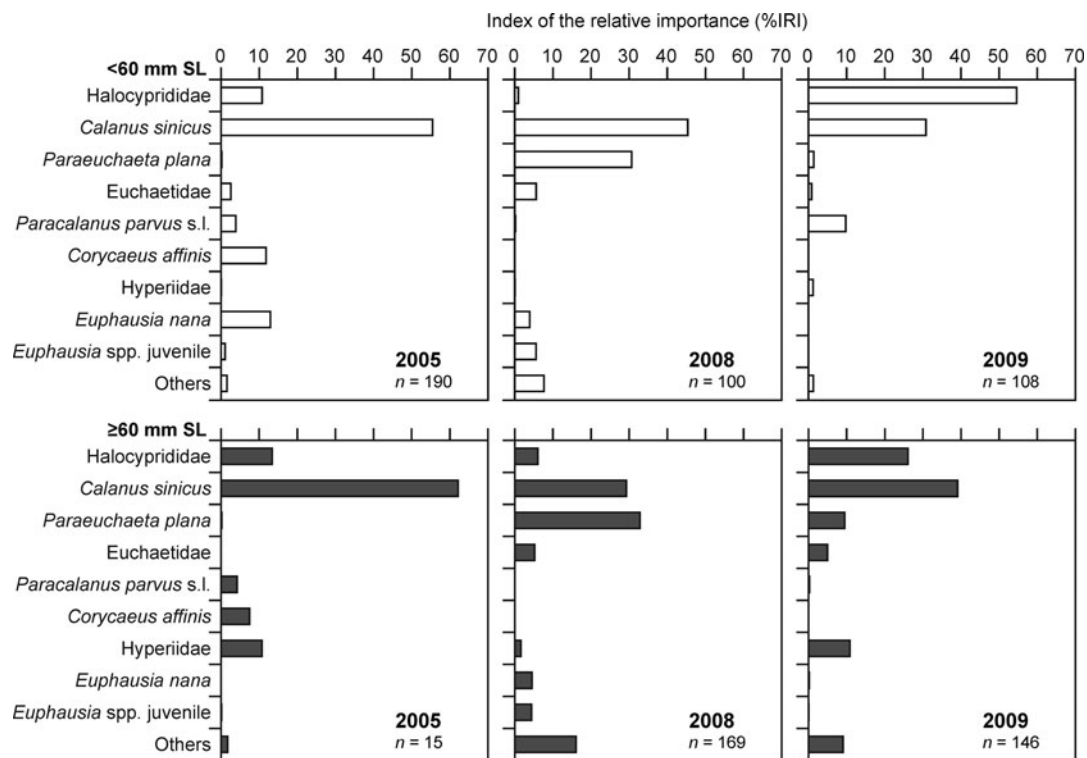 Index of the relative importance (%IRI)
0 10 20 30 40 50 60 70 0 10 20 30 40 50 60 70 0 10 20 30 40 50 60 70
<60 mm SL
Halocyprididae
Calanus sinicus
Paraeuchaeta plana
Euchaetidae
Paracalanus parvus s.l.
Corycaeus affinis
Hyperiidae
Euphausia nana
Euphausia spp. juvenile
Others
2005 2008 2009
n = 190 n = 100 n = 108
≥60 mm SL
Halocyprididae
Calanus sinicus
Paraeuchaeta plana
Euchaetidae
Paracalanus parvus s.l.
Corycaeus affinis
Hyperiidae
Euphausia nana
Euphausia spp. juvenile
Others
2005 2008 2009
n = 15 n = 169 n = 146